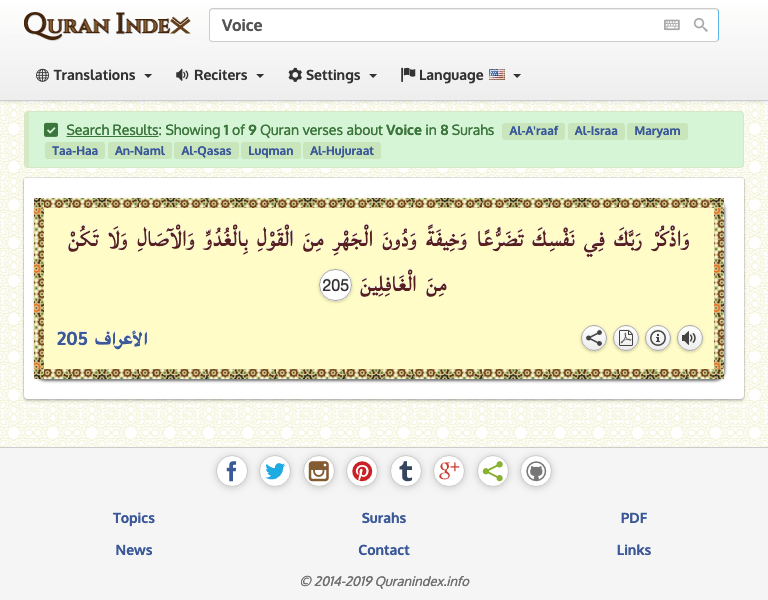 QURAN INDEX
Voice
Translations Reciters Settings Language
Search Results: Showing 1 of 9 Quran verses about Voice in 8 Surahs Al-A'raaf Al-Israa Maryam
Taa-Haa An-Naml Al-Qasas Luqman Al-Hujuraat
وَاذْكُرْ رَبَّكَ فِي نَفْسِكَ تَضَرُّعًا وَخِيفَةً وَدُونَ الْجَهْرِ مِنَ الْقَوْلِ بِالْغُدُوِّ وَالْآصَالِ وَلَا تَكُنْ
مِنَ الْغَافِلِينَ 205
الأعراف 205
Topics Surahs PDF
News Contact Links
© 2014-2019 Quranindex.info